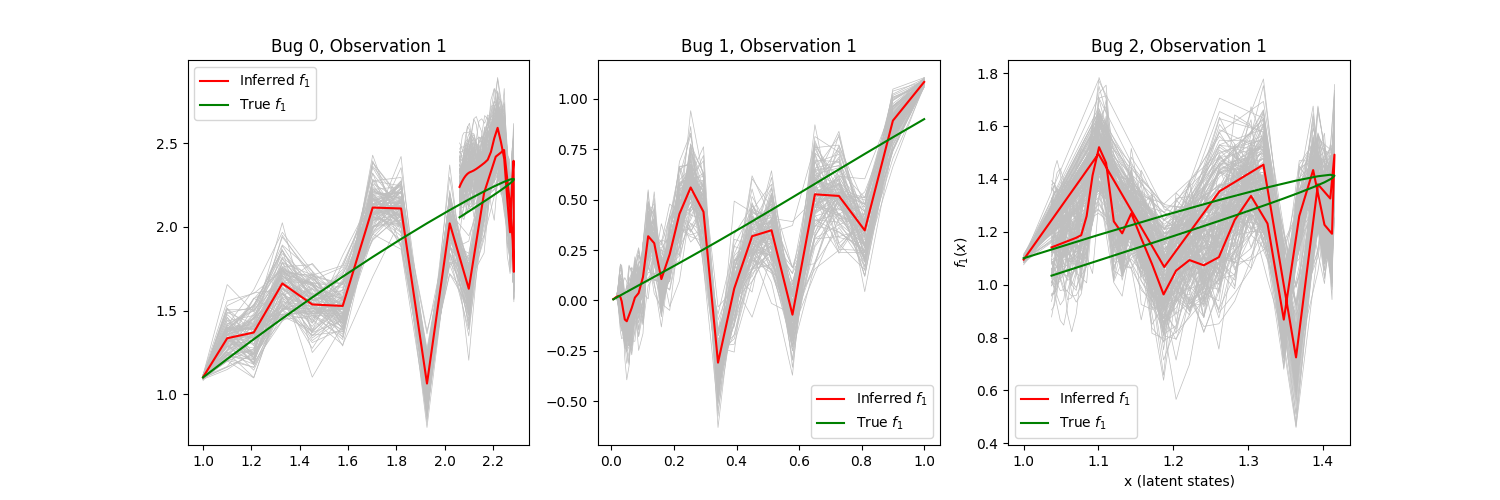 Bug 0, Observation 1
Inferred f₁
True f₁
2.5
2.0
1.5
1.0
1.0 1.2 1.4 1.6 1.8 2.0 2.2
Bug 1, Observation 1
1.00
0.75
0.50
0.25
0.00
−0.25
−0.50
Inferred f₁
True f₁
0.0 0.2 0.4 0.6 0.8 1.0
Bug 2, Observation 1
f₁(x)
1.8
1.6
1.4
1.2
1.0
0.8
0.6
0.4
Inferred f₁
True f₁
1.0 1.1 1.2 1.3 1.4
x (latent states)